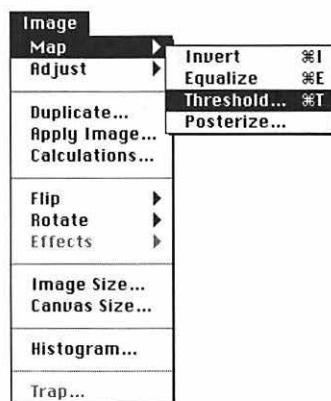 Image
Map
Adjust
Duplicate...
Apply Image...
Calculations...
Flip
Rotate
Effects
Image Size...
Canvas Size...
Histogram...
Trap...
Invert ⌘I
Equalize ⌘E
Threshold... ⌘T
Posterize...